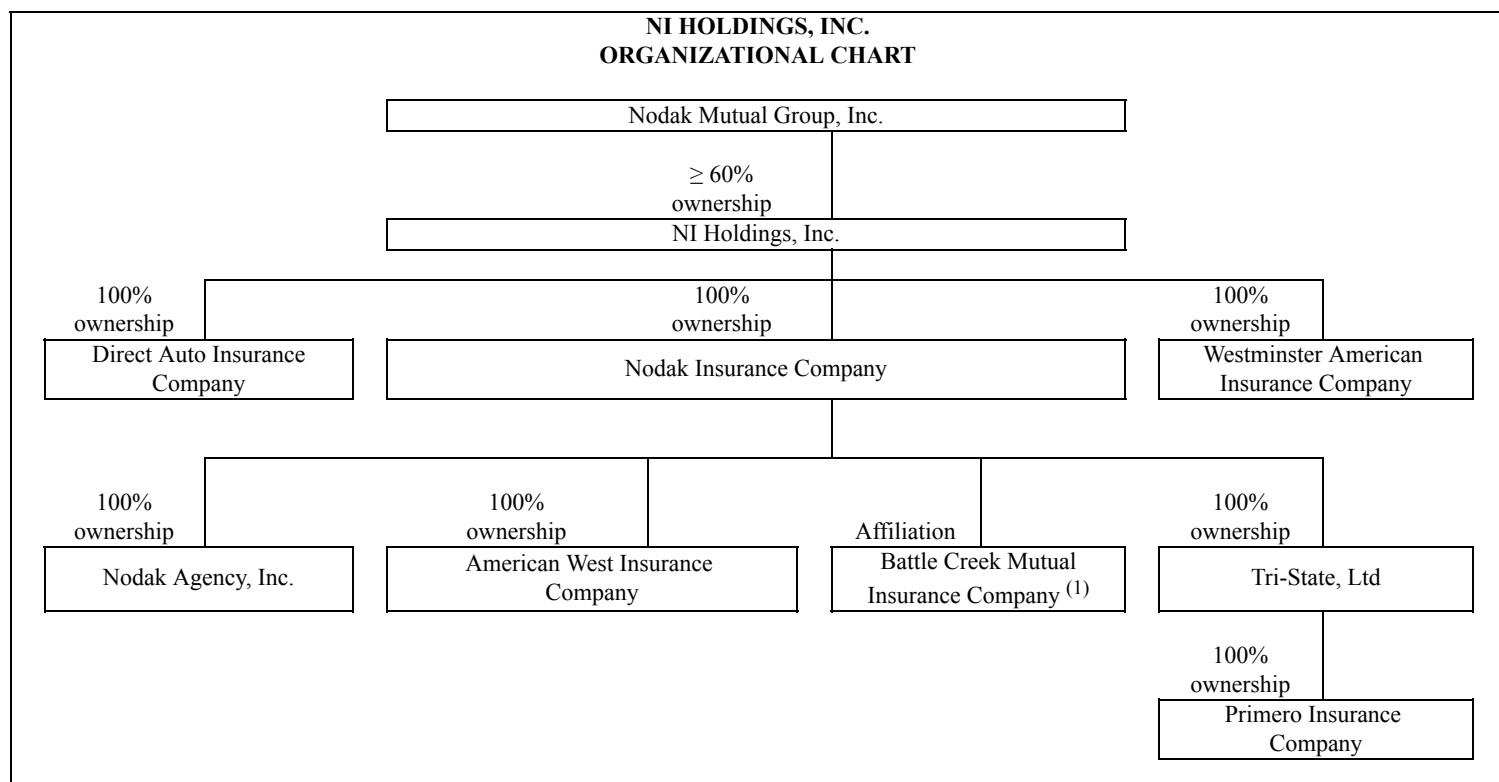 NI HOLDINGS, INC.
ORGANIZATIONAL CHART
Nodak Mutual Group, Inc.
≥ 60%
ownership
NI Holdings, Inc.
100%
ownership
100%
ownership
100%
ownership
Direct Auto Insurance
Company
Nodak Insurance Company
Westminster American
Insurance Company
100%
ownership
100%
ownership
Affiliation
100%
ownership
Nodak Agency, Inc.
American West Insurance
Company
Battle Creek Mutual
Insurance Company (1)
Tri-State, Ltd
100%
ownership
Primero Insurance
Company